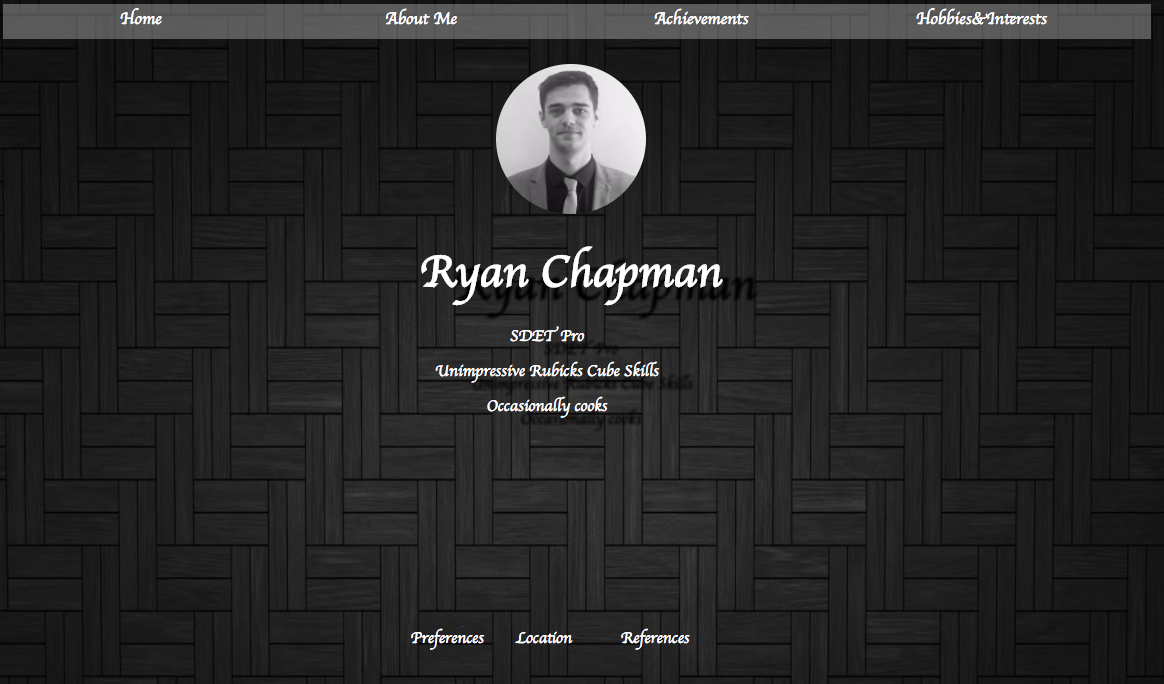 Home About Me Achievements Hobbies&Interests
Ryan Chapman
SDET Pro
Unimpressive Rubicks Cube Skills
Occasionally cooks
Preferences Location References